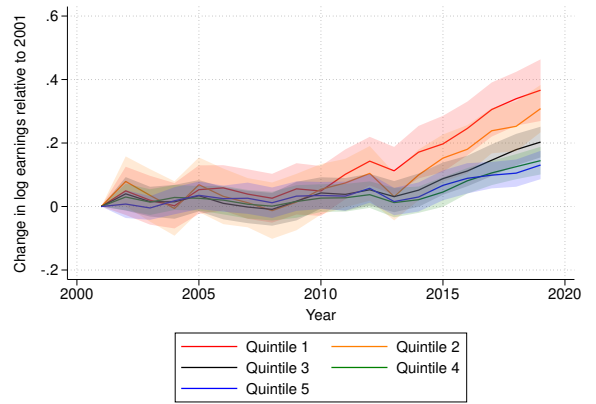 Change in log earnings relative to 2001
.6
.4
.2
0
-.2
2000 2005 2010 2015 2020
Year
Quintile 1 Quintile 2
Quintile 3 Quintile 4
Quintile 5